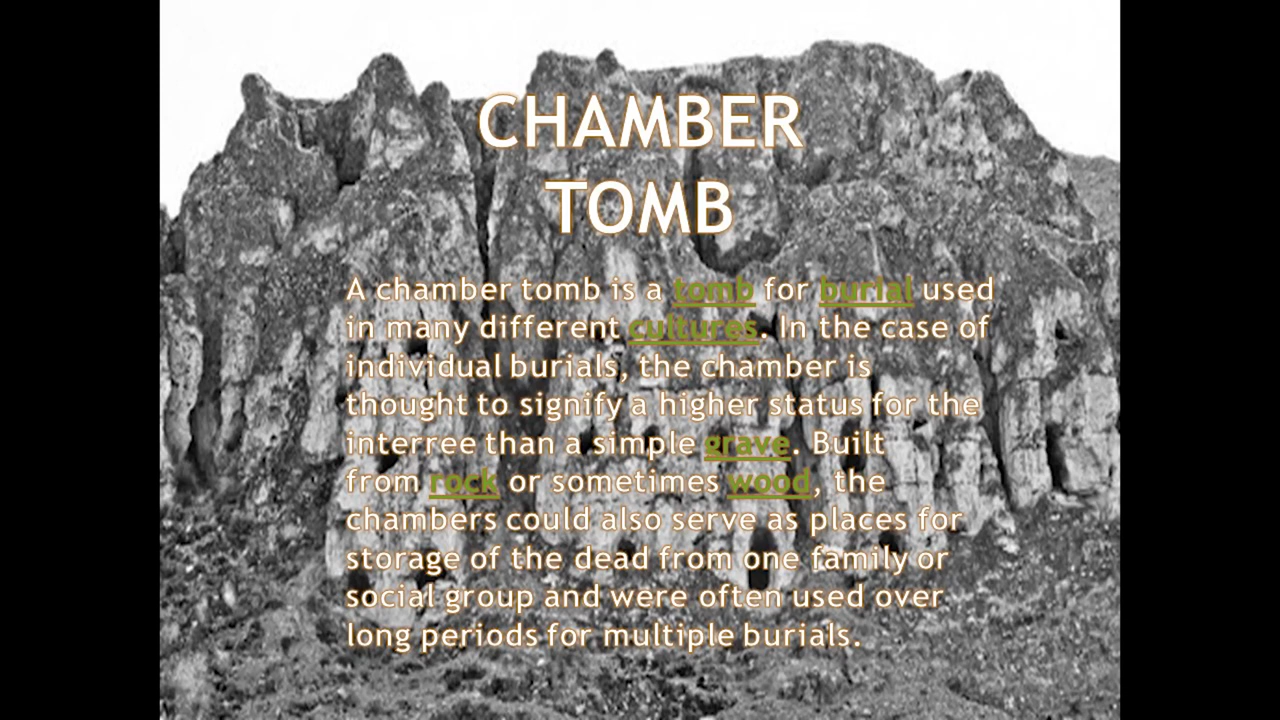 CHAMBER
TOMB
A chamber tomb is a tomb for burial used
in many different cultures. In the case of
individual burials, the chamber is
thought to signify a higher status for the
interree than a simple grave. Built
from rock or sometimes wood, the
chambers could also serve as places for
storage of the dead from one family or
social group and were often used over
long periods for multiple burials.